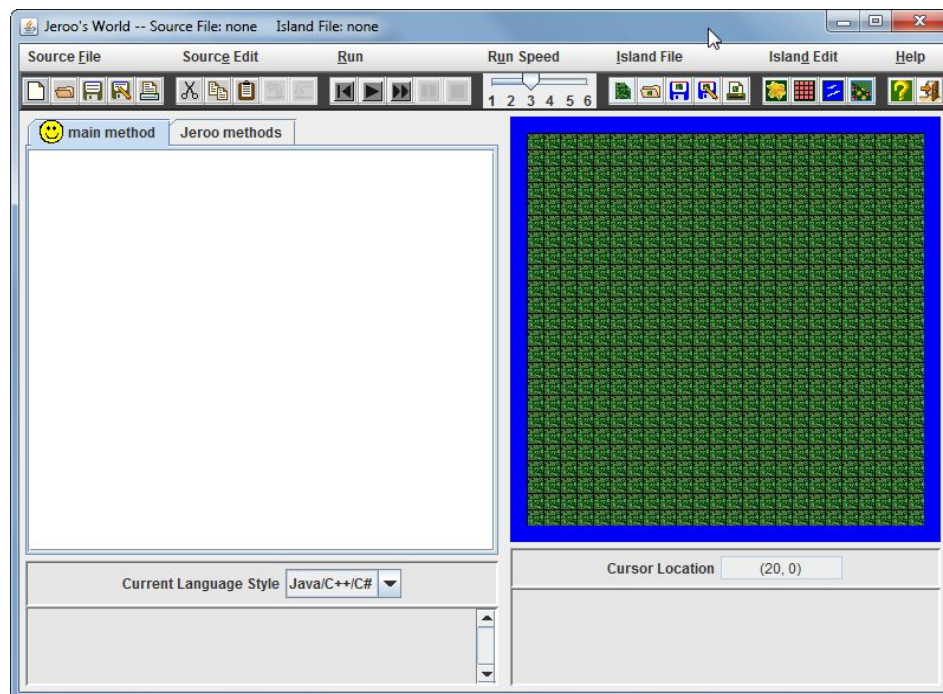 Jeroo's World -- Source File: none Island File: none
Source File Source Edit Run Run Speed Island File Island Edit Help
1 2 3 4 5 6
main method Jeroo methods
Current Language Style Java/C++/C#
Cursor Location (20, 0)